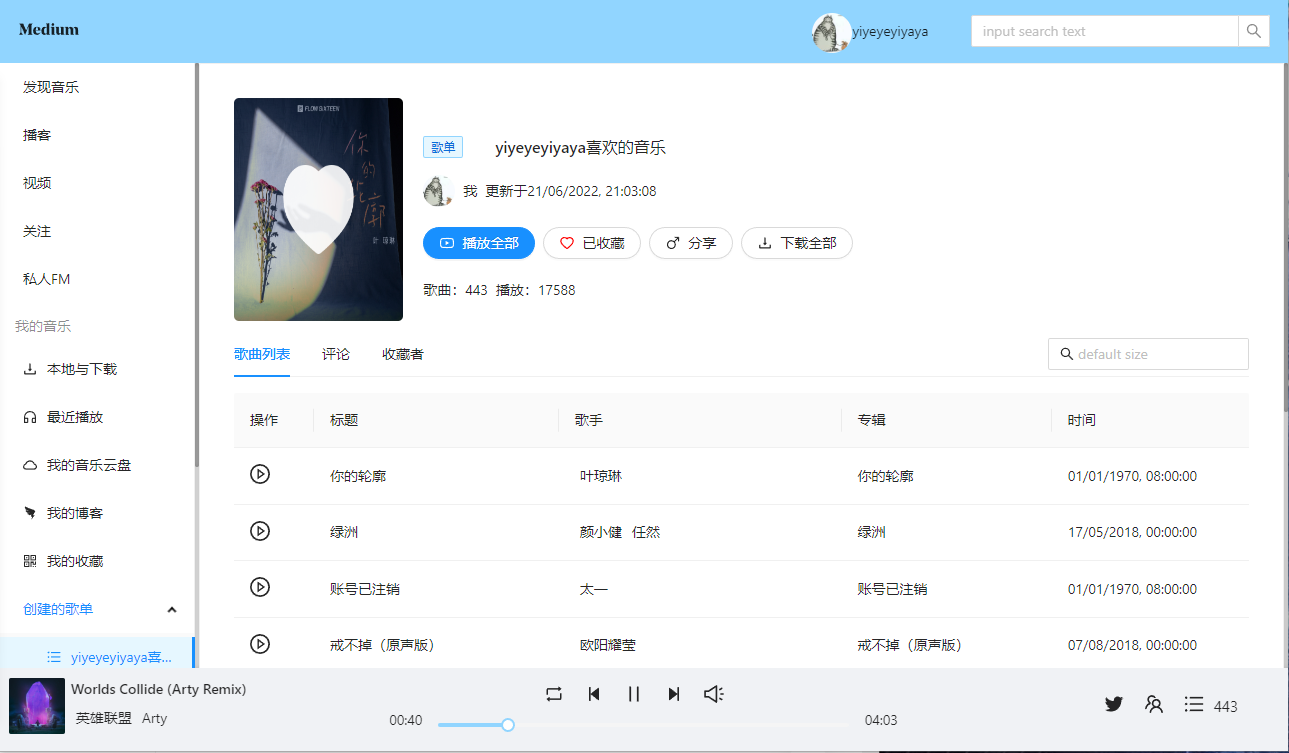 Medium
yiyeyeyiyaya
input search text
发现音乐
播客
视频
关注
私人FM
我的音乐
本地与下载
最近播放
我的音乐云盘
我的博客
我的收藏
创建的歌单
yiyeyeyiyaya喜...
FLOW SIXTEEN
你的轮廓
叶琼琳
歌单 yiyeyeyiyaya喜欢的音乐
我 更新于21/06/2022, 21:03:08
播放全部 已收藏 分享 下载全部
歌曲：443 播放：17588
歌曲列表 评论 收藏者
default size
操作 标题 歌手 专辑 时间
你的轮廓 叶琼琳 你的轮廓 01/01/1970, 08:00:00
绿洲 颜小健 任然 绿洲 17/05/2018, 00:00:00
账号已注销 太一 账号已注销 01/01/1970, 08:00:00
戒不掉（原声版） 欧阳耀莹 戒不掉（原声版） 07/08/2018, 00:00:00
Worlds Collide (Arty Remix)
英雄联盟 Arty
00:40 04:03
443